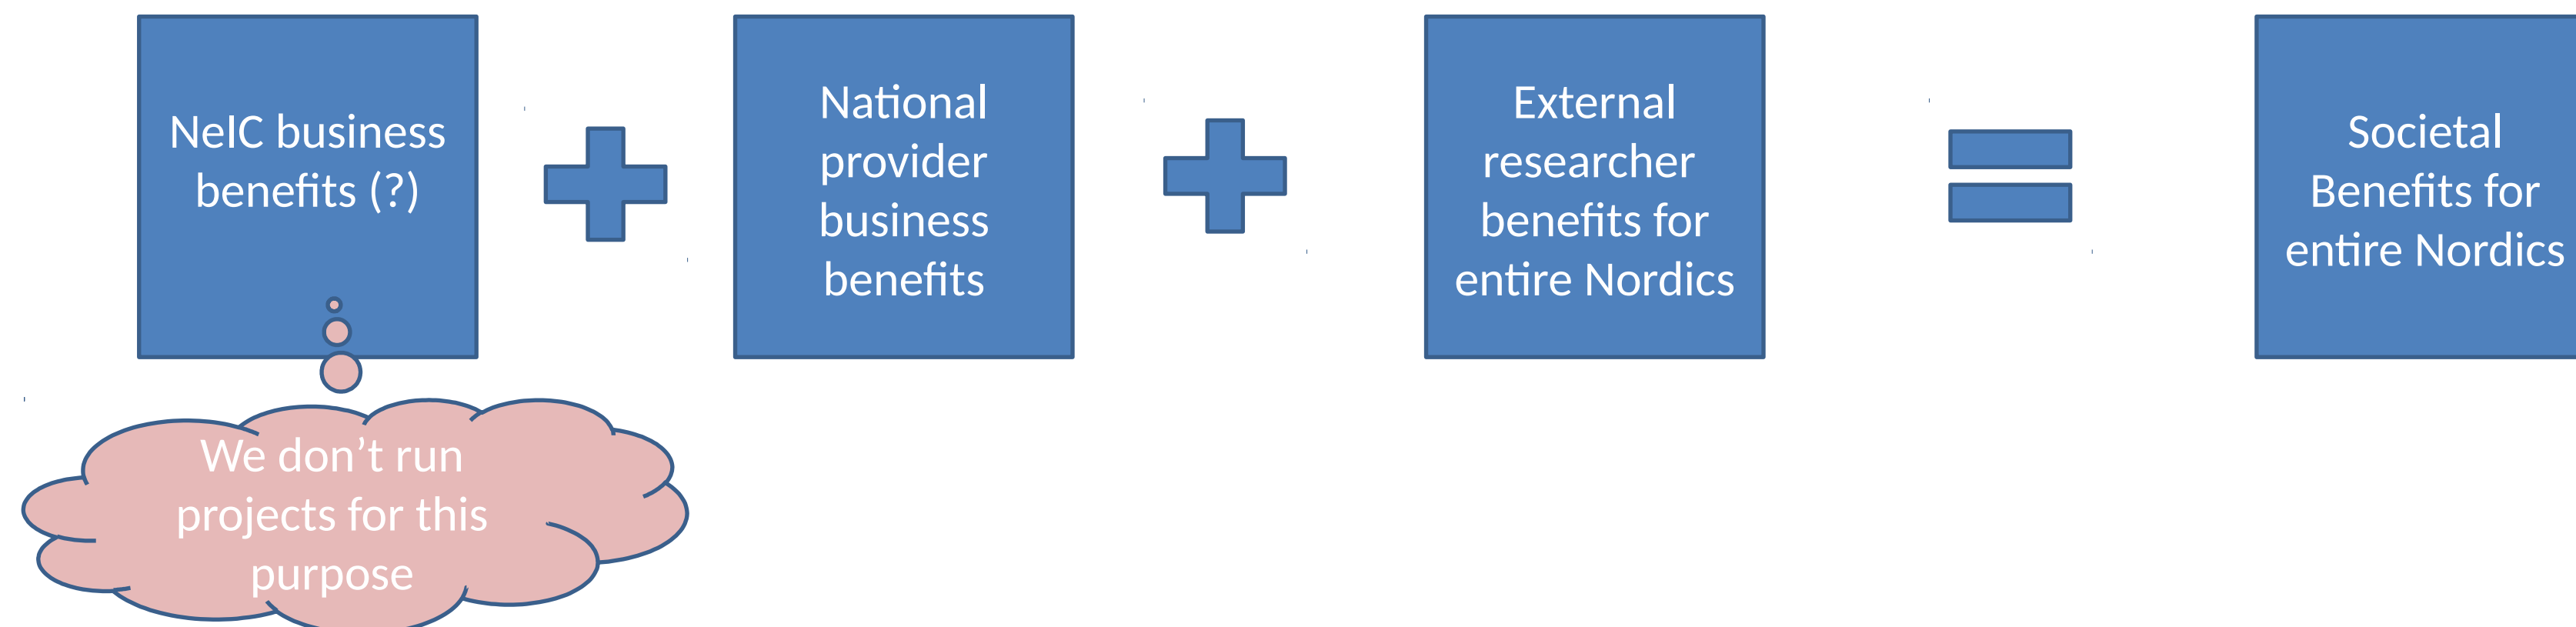 NeIC business
benefits (?)
National
provider
business
benefits
External
researcher
benefits for
entire Nordics
Societal
Benefits for
entire Nordics
We don’t run
projects for this
purpose